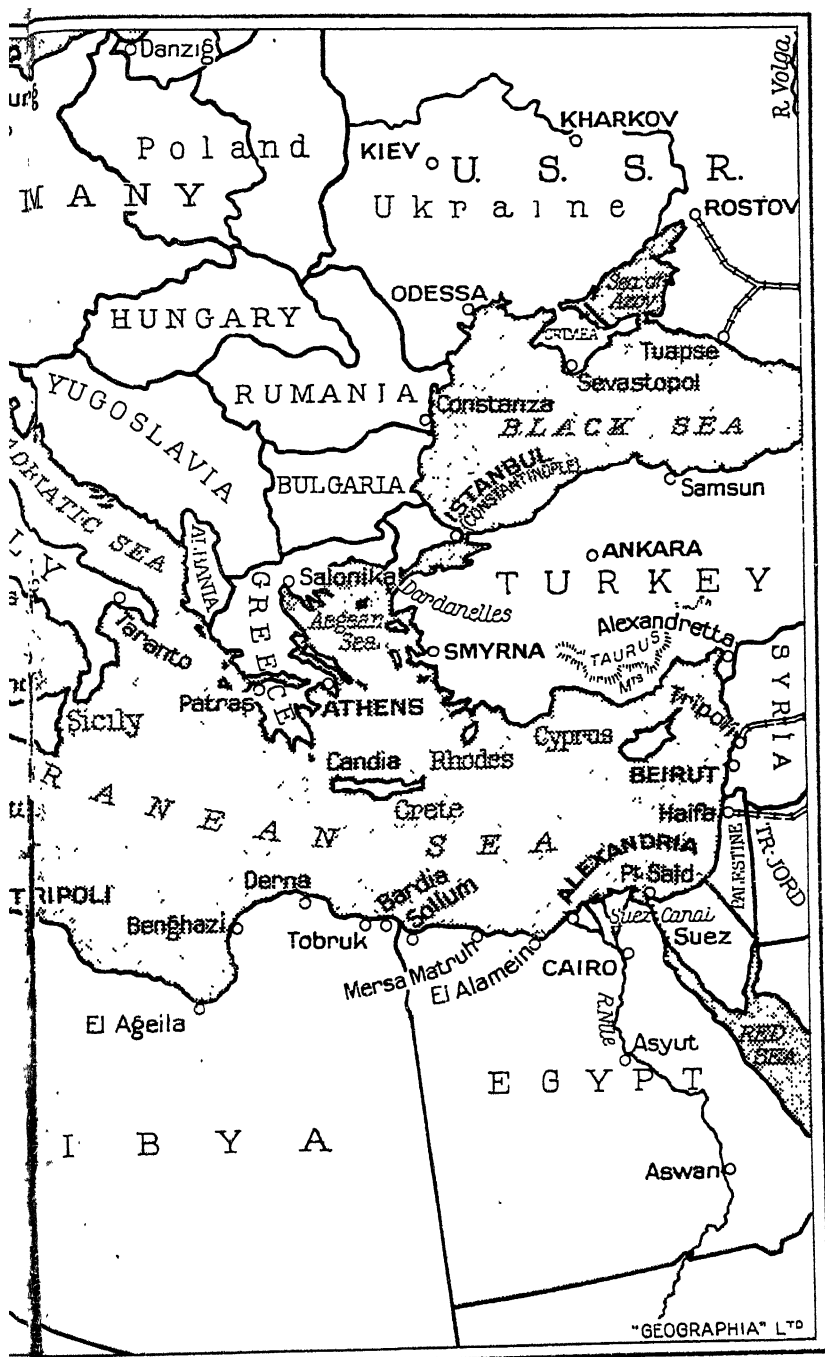 Danzig
urg
R Volga
Poland
KHARKOV
KIEV
U. S. S. R.
MANY
Ukraine
ROSTOV
Sea of
Azov
ODESSA
HUNGARY
CRIMEA
Tuapse
Sevastopol
YUGOSLAVIA
RUMANIA
Constanza
BLACK SEA
ADRIATIC SEA
BULGARIA
ISTANBUL
(CONSTANTINOPLE)
Samsun
LY
ALBANIA
ANKARA
GREECE
Salonika
TURKEY
Dardanelles
Aegean
Sea
Taranto
Alexandretta
SMYRNA
TAURUS
MTS
SYRIA
Patras
ATHENS
Sicily
Tripoli
Cyprus
Candia
Rhodes
BEIRUT
RANEAN SEA
Crete
Haifa
PALESTINE
TR-JORD
ALEXANDRIA
Pt Said
TRIPOLI
Derna
Bardia
Sollum
Benghazi
Tobruk
Suez Canal
Suez
Mersa Matruh
El Alamein
CAIRO
El Ageila
R.Nile
RED
SEA
Asyut
EGYPT
IBYA
Aswan
"GEOGRAPHIA" LTD